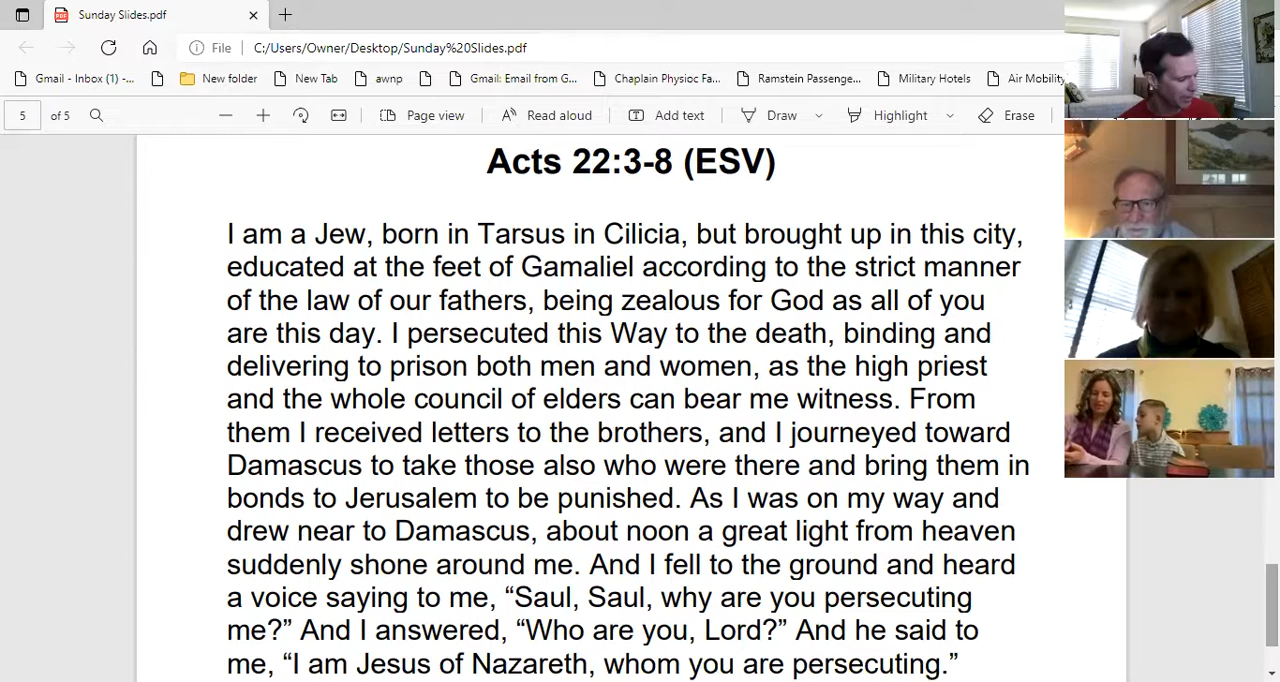 Sunday Slides.pdf
File C:/Users/Owner/Desktop/Sunday%20Slides.pdf
Gmail - Inbox (1) -... New folder New Tab awnp Gmail: Email from G... Chaplain Physioc Fa... Ramstein Passenge... Military Hotels Air Mobility
5 of 5 Page view Read aloud Add text Draw Highlight Erase
Acts 22:3-8 (ESV)
I am a Jew, born in Tarsus in Cilicia, but brought up in this city,
educated at the feet of Gamaliel according to the strict manner
of the law of our fathers, being zealous for God as all of you
are this day. I persecuted this Way to the death, binding and
delivering to prison both men and women, as the high priest
and the whole council of elders can bear me witness. From
them I received letters to the brothers, and I journeyed toward
Damascus to take those also who were there and bring them in
bonds to Jerusalem to be punished. As I was on my way and
drew near to Damascus, about noon a great light from heaven
suddenly shone around me. And I fell to the ground and heard
a voice saying to me, “Saul, Saul, why are you persecuting
me?” And I answered, “Who are you, Lord?” And he said to
me, “I am Jesus of Nazareth, whom you are persecuting.”